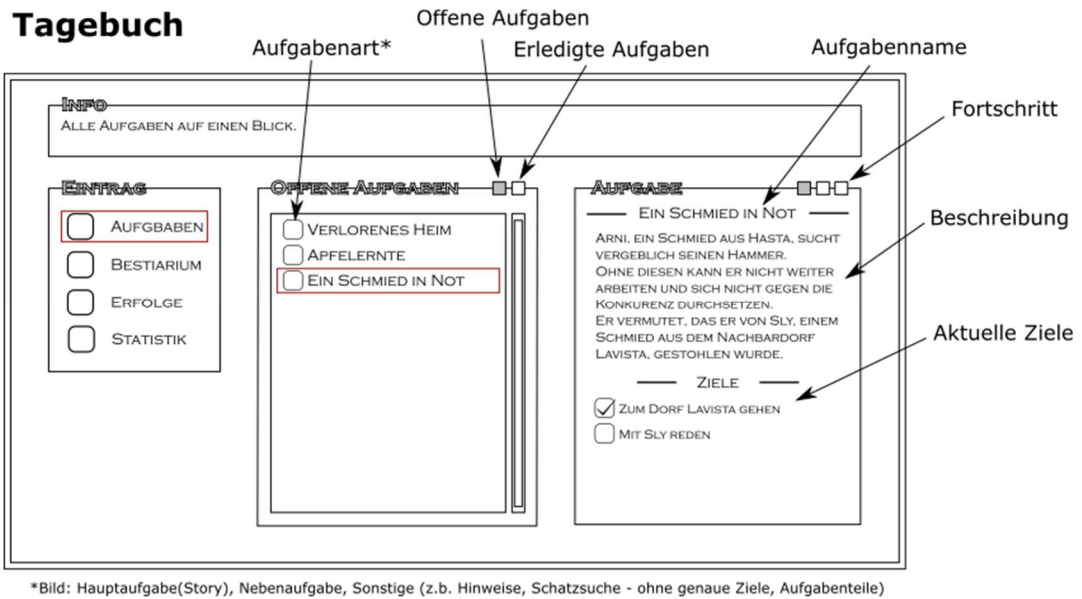 Tagebuch
Offene Aufgaben
Aufgabenart*
Erledigte Aufgaben
Aufgabenname
Fortschritt
Beschreibung
Aktuelle Ziele
Info
Alle Aufgaben auf einen Blick.
Eintrag
Aufgbaben
Bestiarium
Erfolge
Statistik
Offene Aufgaben
Verlorenes Heim
Apfelernte
Ein Schmied in Not
Aufgabe
Ein Schmied in Not
Arni, ein Schmied aus Hasta, sucht
vergeblich seinen Hammer.
Ohne diesen kann er nicht weiter
arbeiten und sich nicht gegen die
Konkurenz durchsetzen.
Er vermutet, das er von Sly, einem
Schmied aus dem Nachbardorf
Lavista, gestohlen wurde.
Ziele
Zum Dorf Lavista gehen
Mit Sly reden
*Bild: Hauptaufgabe(Story), Nebenaufgabe, Sonstige (z.b. Hinweise, Schatzsuche - ohne genaue Ziele, Aufgabenteile)